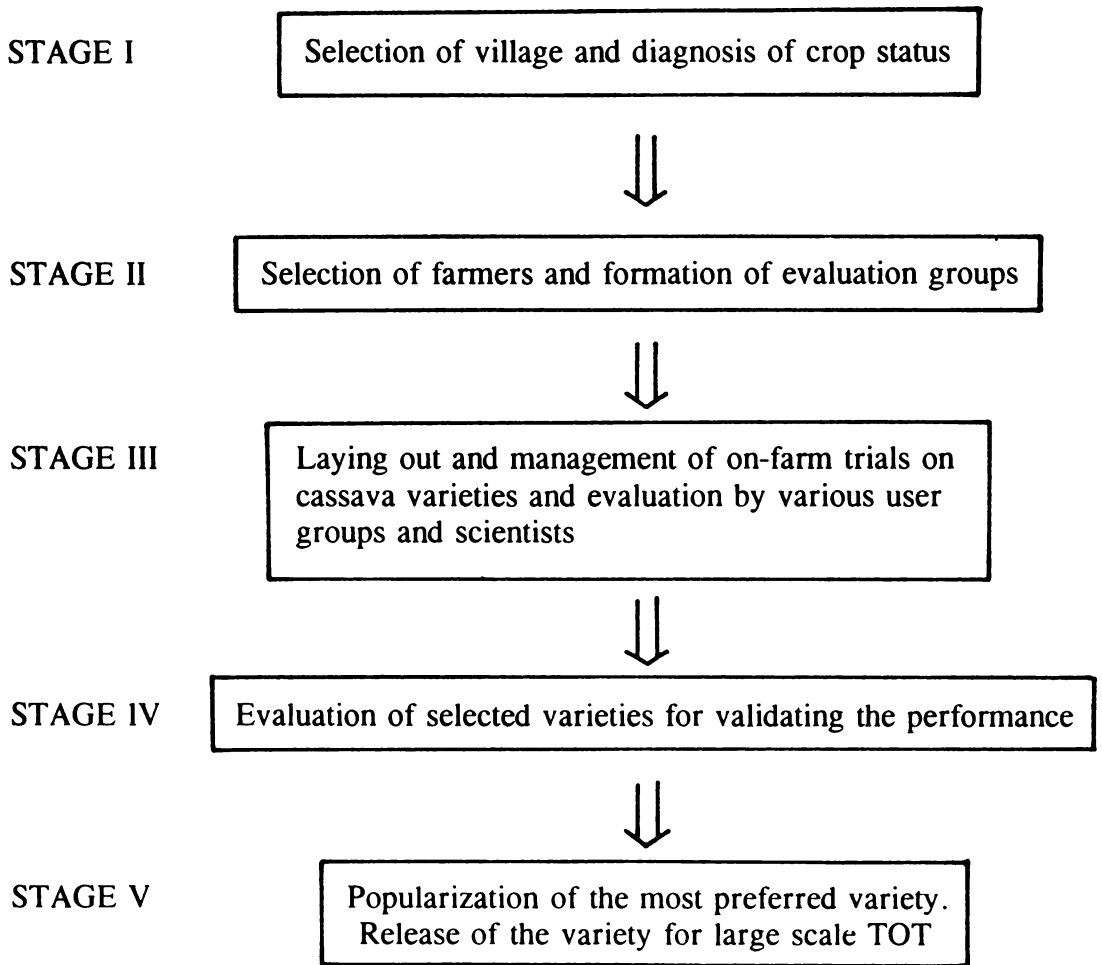 STAGE I
Selection of village and diagnosis of crop status
STAGE II
Selection of farmers and formation of evaluation groups
STAGE III
Laying out and management of on-farm trials on
cassava varieties and evaluation by various user
groups and scientists
STAGE IV
Evaluation of selected varieties for validating the performance
STAGE V
Popularization of the most preferred variety.
Release of the variety for large scale TOT